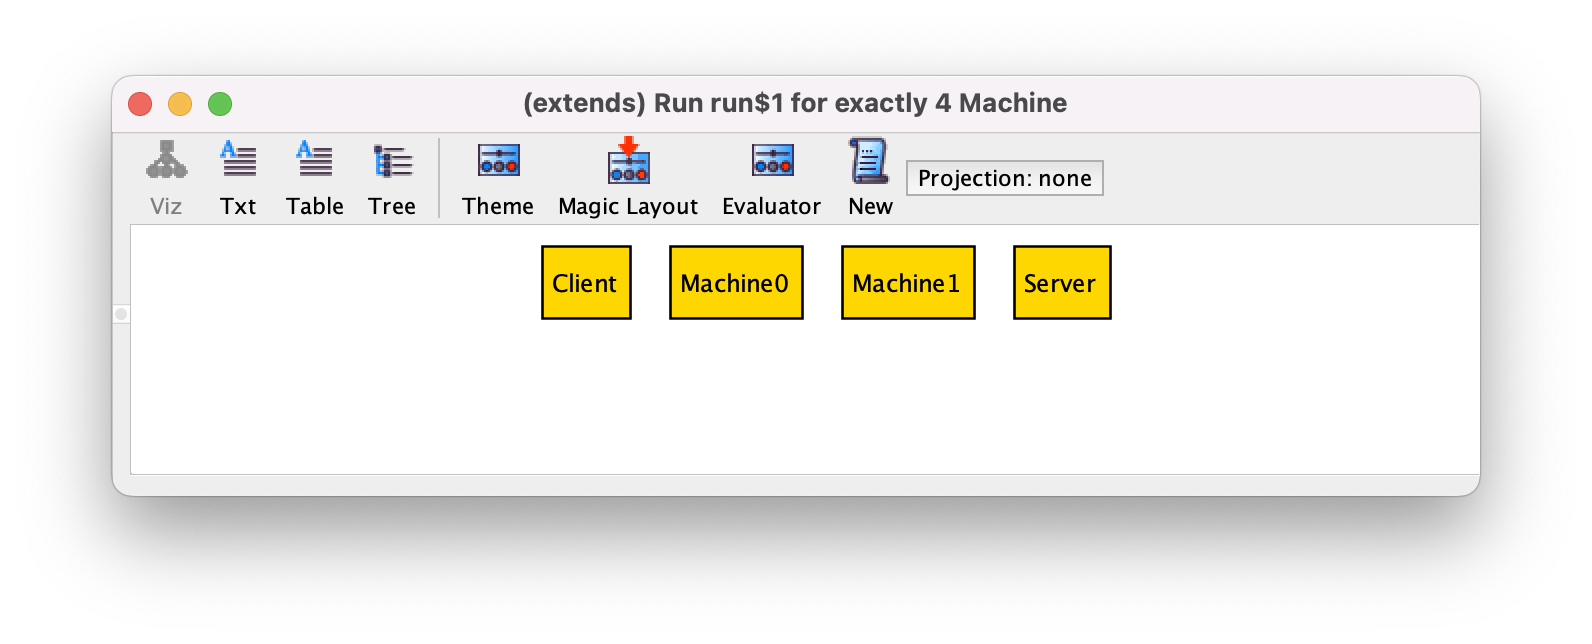 (extends) Run run$1 for exactly 4 Machine
Viz Txt Table Tree Theme Magic Layout Evaluator New Projection: none
Client Machine0 Machine1 Server